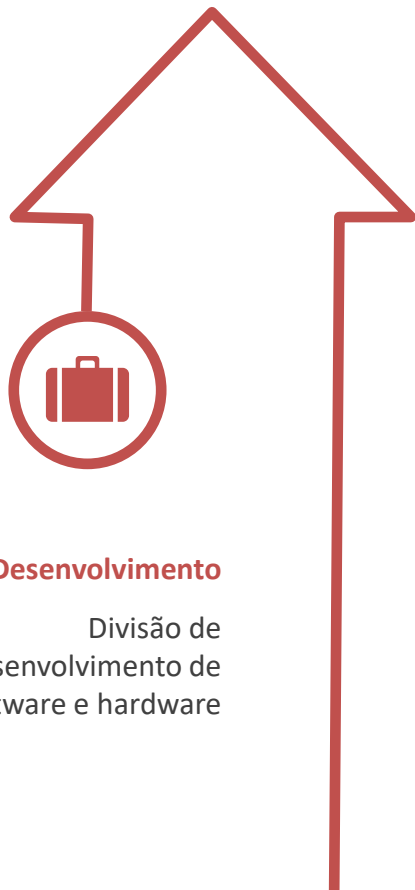 Desenvolvimento
Divisão de
senvolvimento de
tware e hardware